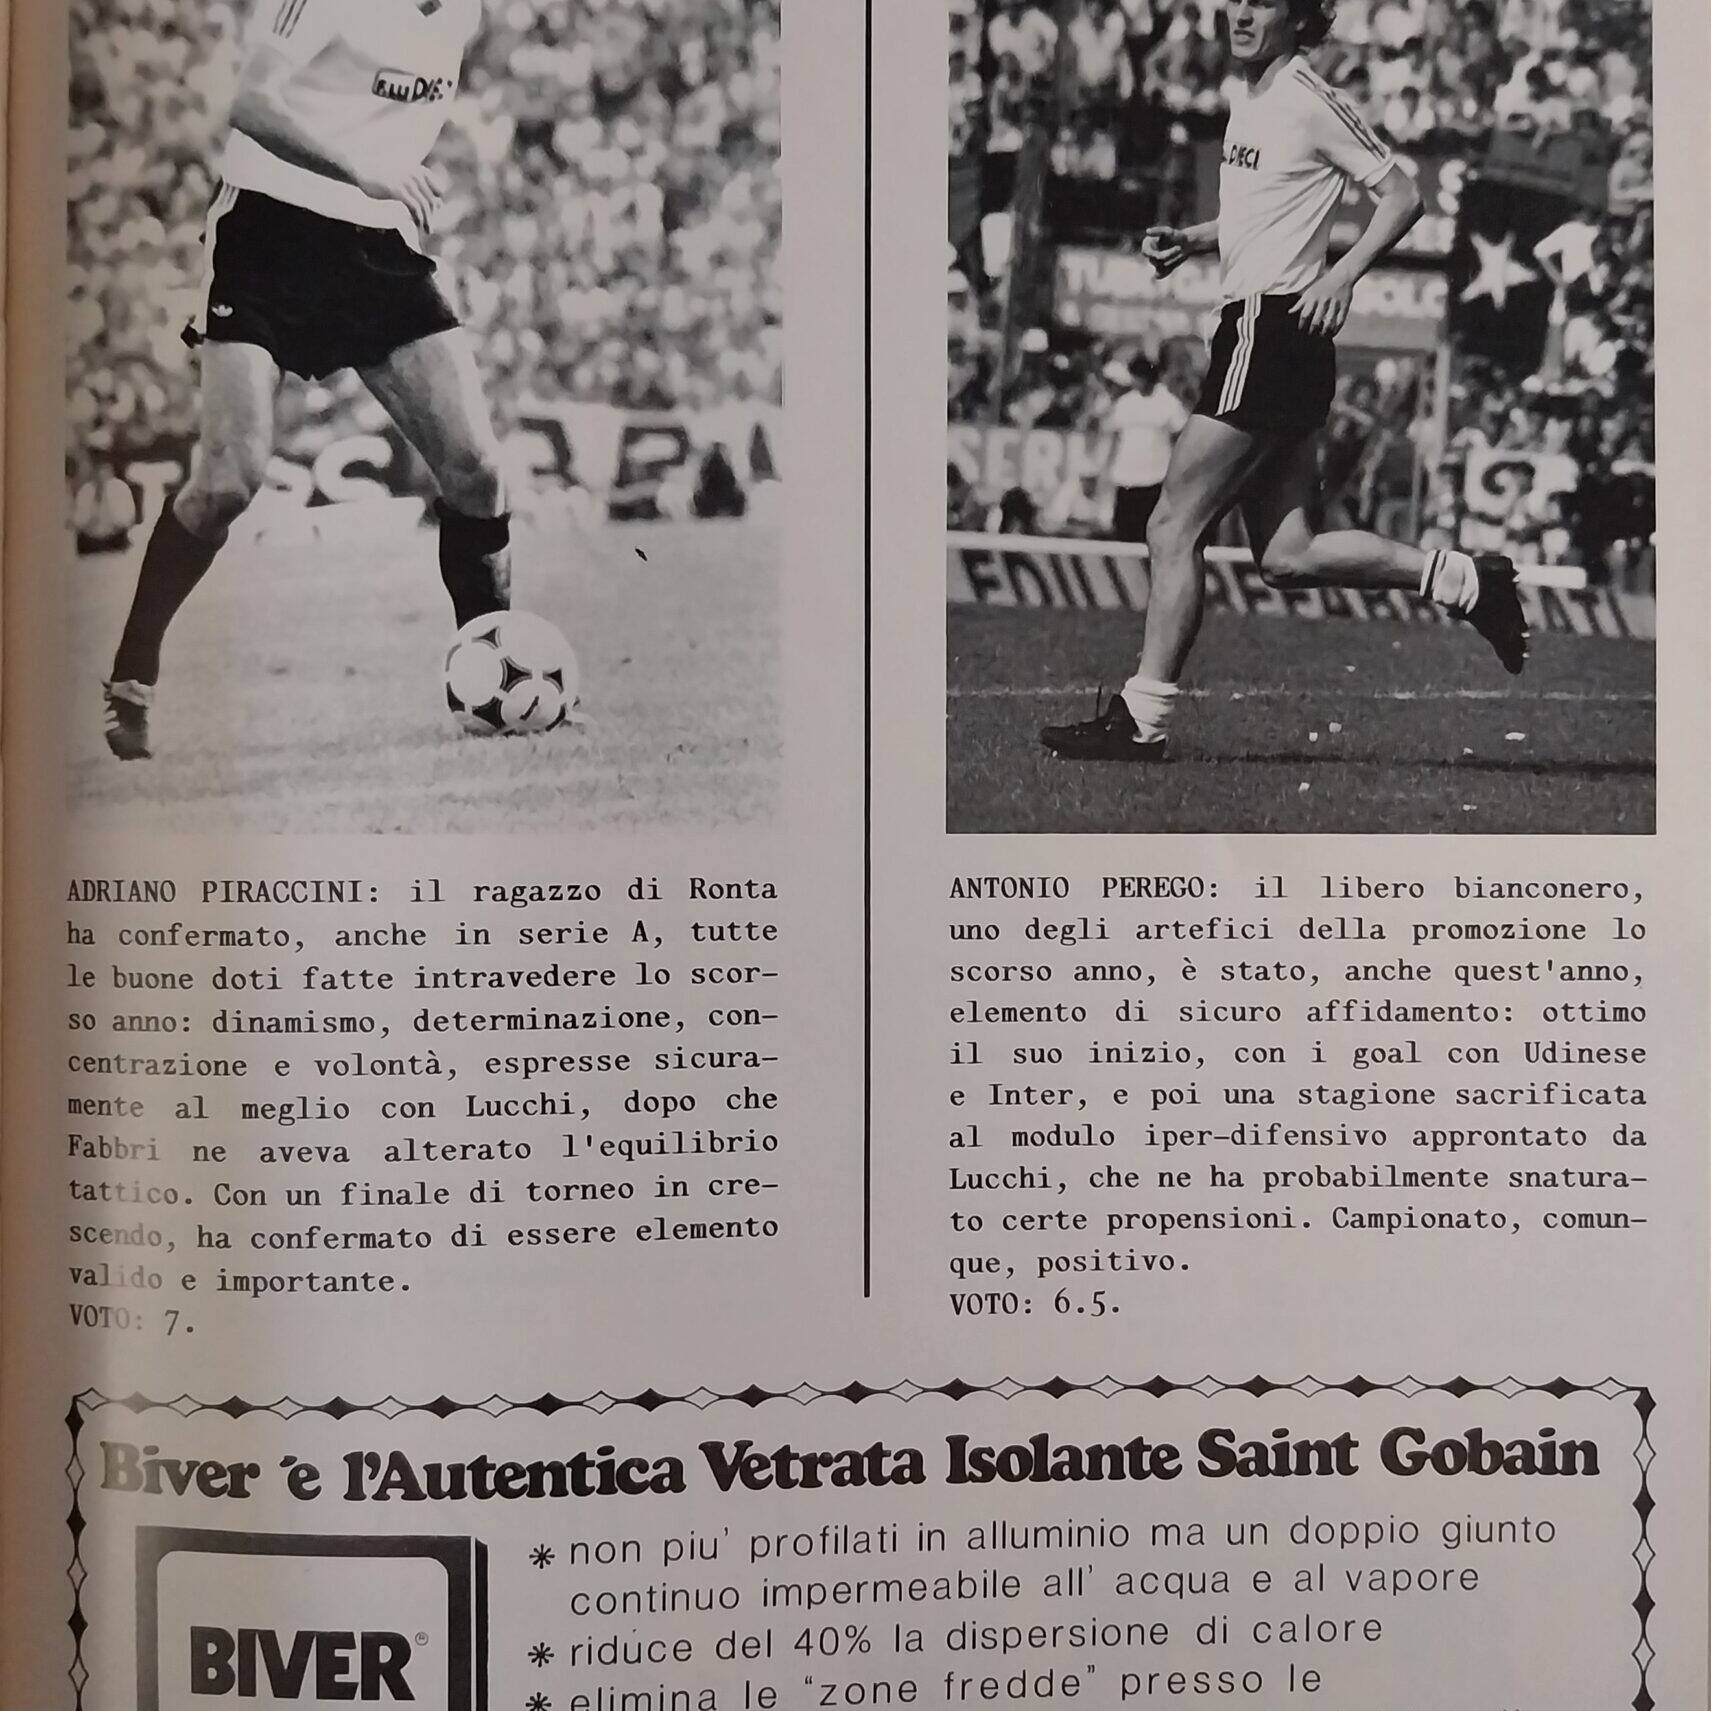 BLU DIE
DIECI
SERV
EDILI PREFABBRICATI
ADRIANO PIRACCINI: il ragazzo di Ronta
ha confermato, anche in serie A, tutte
le buone doti fatte intravedere lo scor-
so anno: dinamismo, determinazione, con-
centrazione e volontà, espresse sicura-
mente al meglio con Lucchi, dopo che
Fabbri ne aveva alterato l'equilibrio
tattico. Con un finale di torneo in cre-
scendo, ha confermato di essere elemento
valido e importante.
VOTO: 7.
ANTONIO PEREGO: il libero bianconero,
uno degli artefici della promozione lo
scorso anno, è stato, anche quest'anno,
elemento di sicuro affidamento: ottimo
il suo inizio, con i goal con Udinese
e Inter, e poi una stagione sacrificata
al modulo iper-difensivo approntato da
Lucchi, che ne ha probabilmente snatura-
to certe propensioni. Campionato, comun-
que, positivo.
VOTO: 6.5.
Biver è l'Autentica Vetrata Isolante Saint Gobain
BIVER®
* non piu' profilati in alluminio ma un doppio giunto
continuo impermeabile all' acqua e al vapore
* riduce del 40% la dispersione di calore
* elimina le "zone fredde" presso le